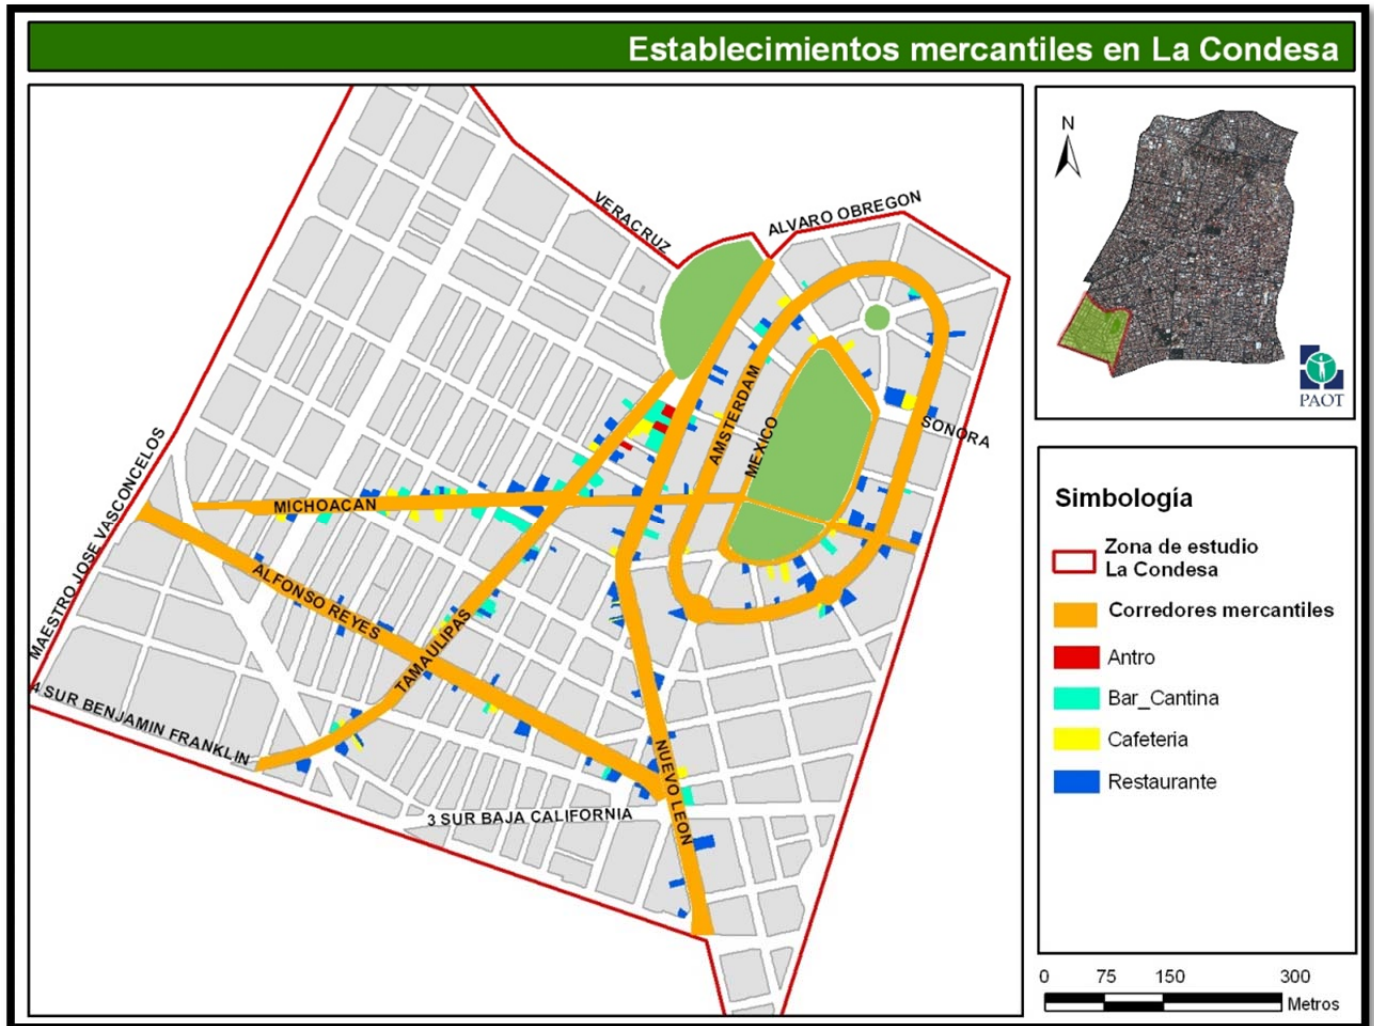 Establecimientos mercantiles en La Condesa
VERACRUZ
ALVARO OBREGON
AMSTERDAM
MEXICO
SONORA
MICHOACAN
MAESTRO JOSE VASCONCELOS
ALFONSO REYES
TAMAULIPAS
4 SUR BENJAMIN FRANKLIN
NUEVO LEON
3 SUR BAJA CALIFORNIA
N
PAOT
Simbología
Zona de estudio
La Condesa
Corredores mercantiles
Antro
Bar_Cantina
Cafeteria
Restaurante
0 75 150 300
Metros